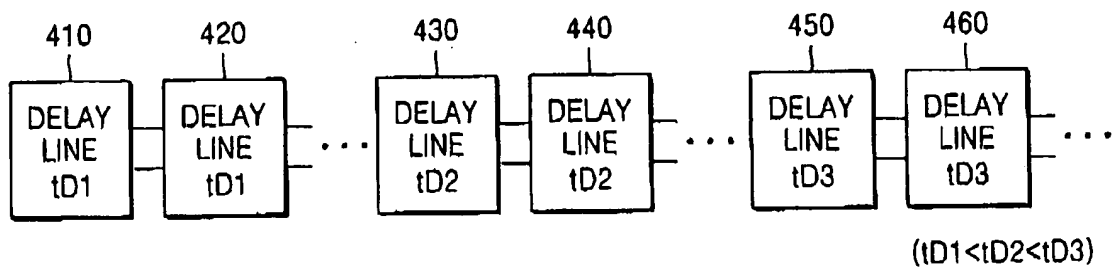 410 420 430 440 450 460
DELAY LINE tD1
DELAY LINE tD1
...
DELAY LINE tD2
DELAY LINE tD2
...
DELAY LINE tD3
DELAY LINE tD3
...
(tD1<tD2<tD3)